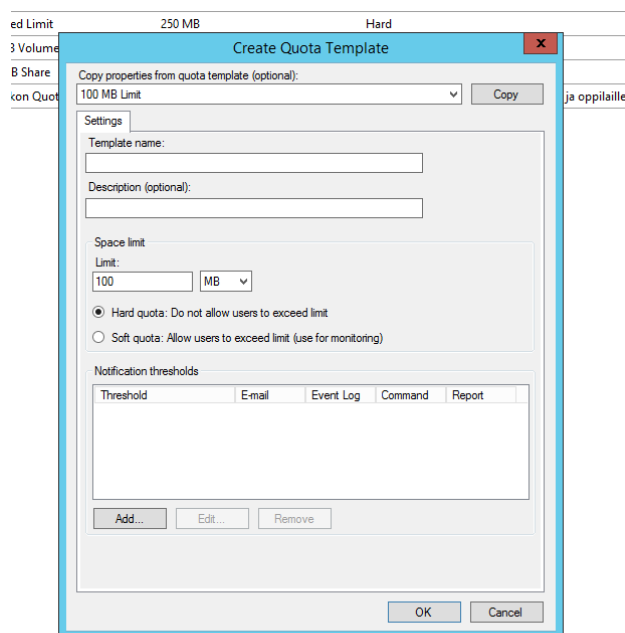 ed Limit 250 MB Hard
Volume
Create Quota Template
x
B Share
Copy properties from quota template (optional):
kon Quot
100 MB Limit
Copy
ja oppilaille
Settings
Template name:
Description (optional):
Space limit
Limit:
100 MB
Hard quota: Do not allow users to exceed limit
Soft quota: Allow users to exceed limit (use for monitoring)
Notification thresholds
Threshold E-mail Event Log Command Report
Add... Edit... Remove
OK Cancel